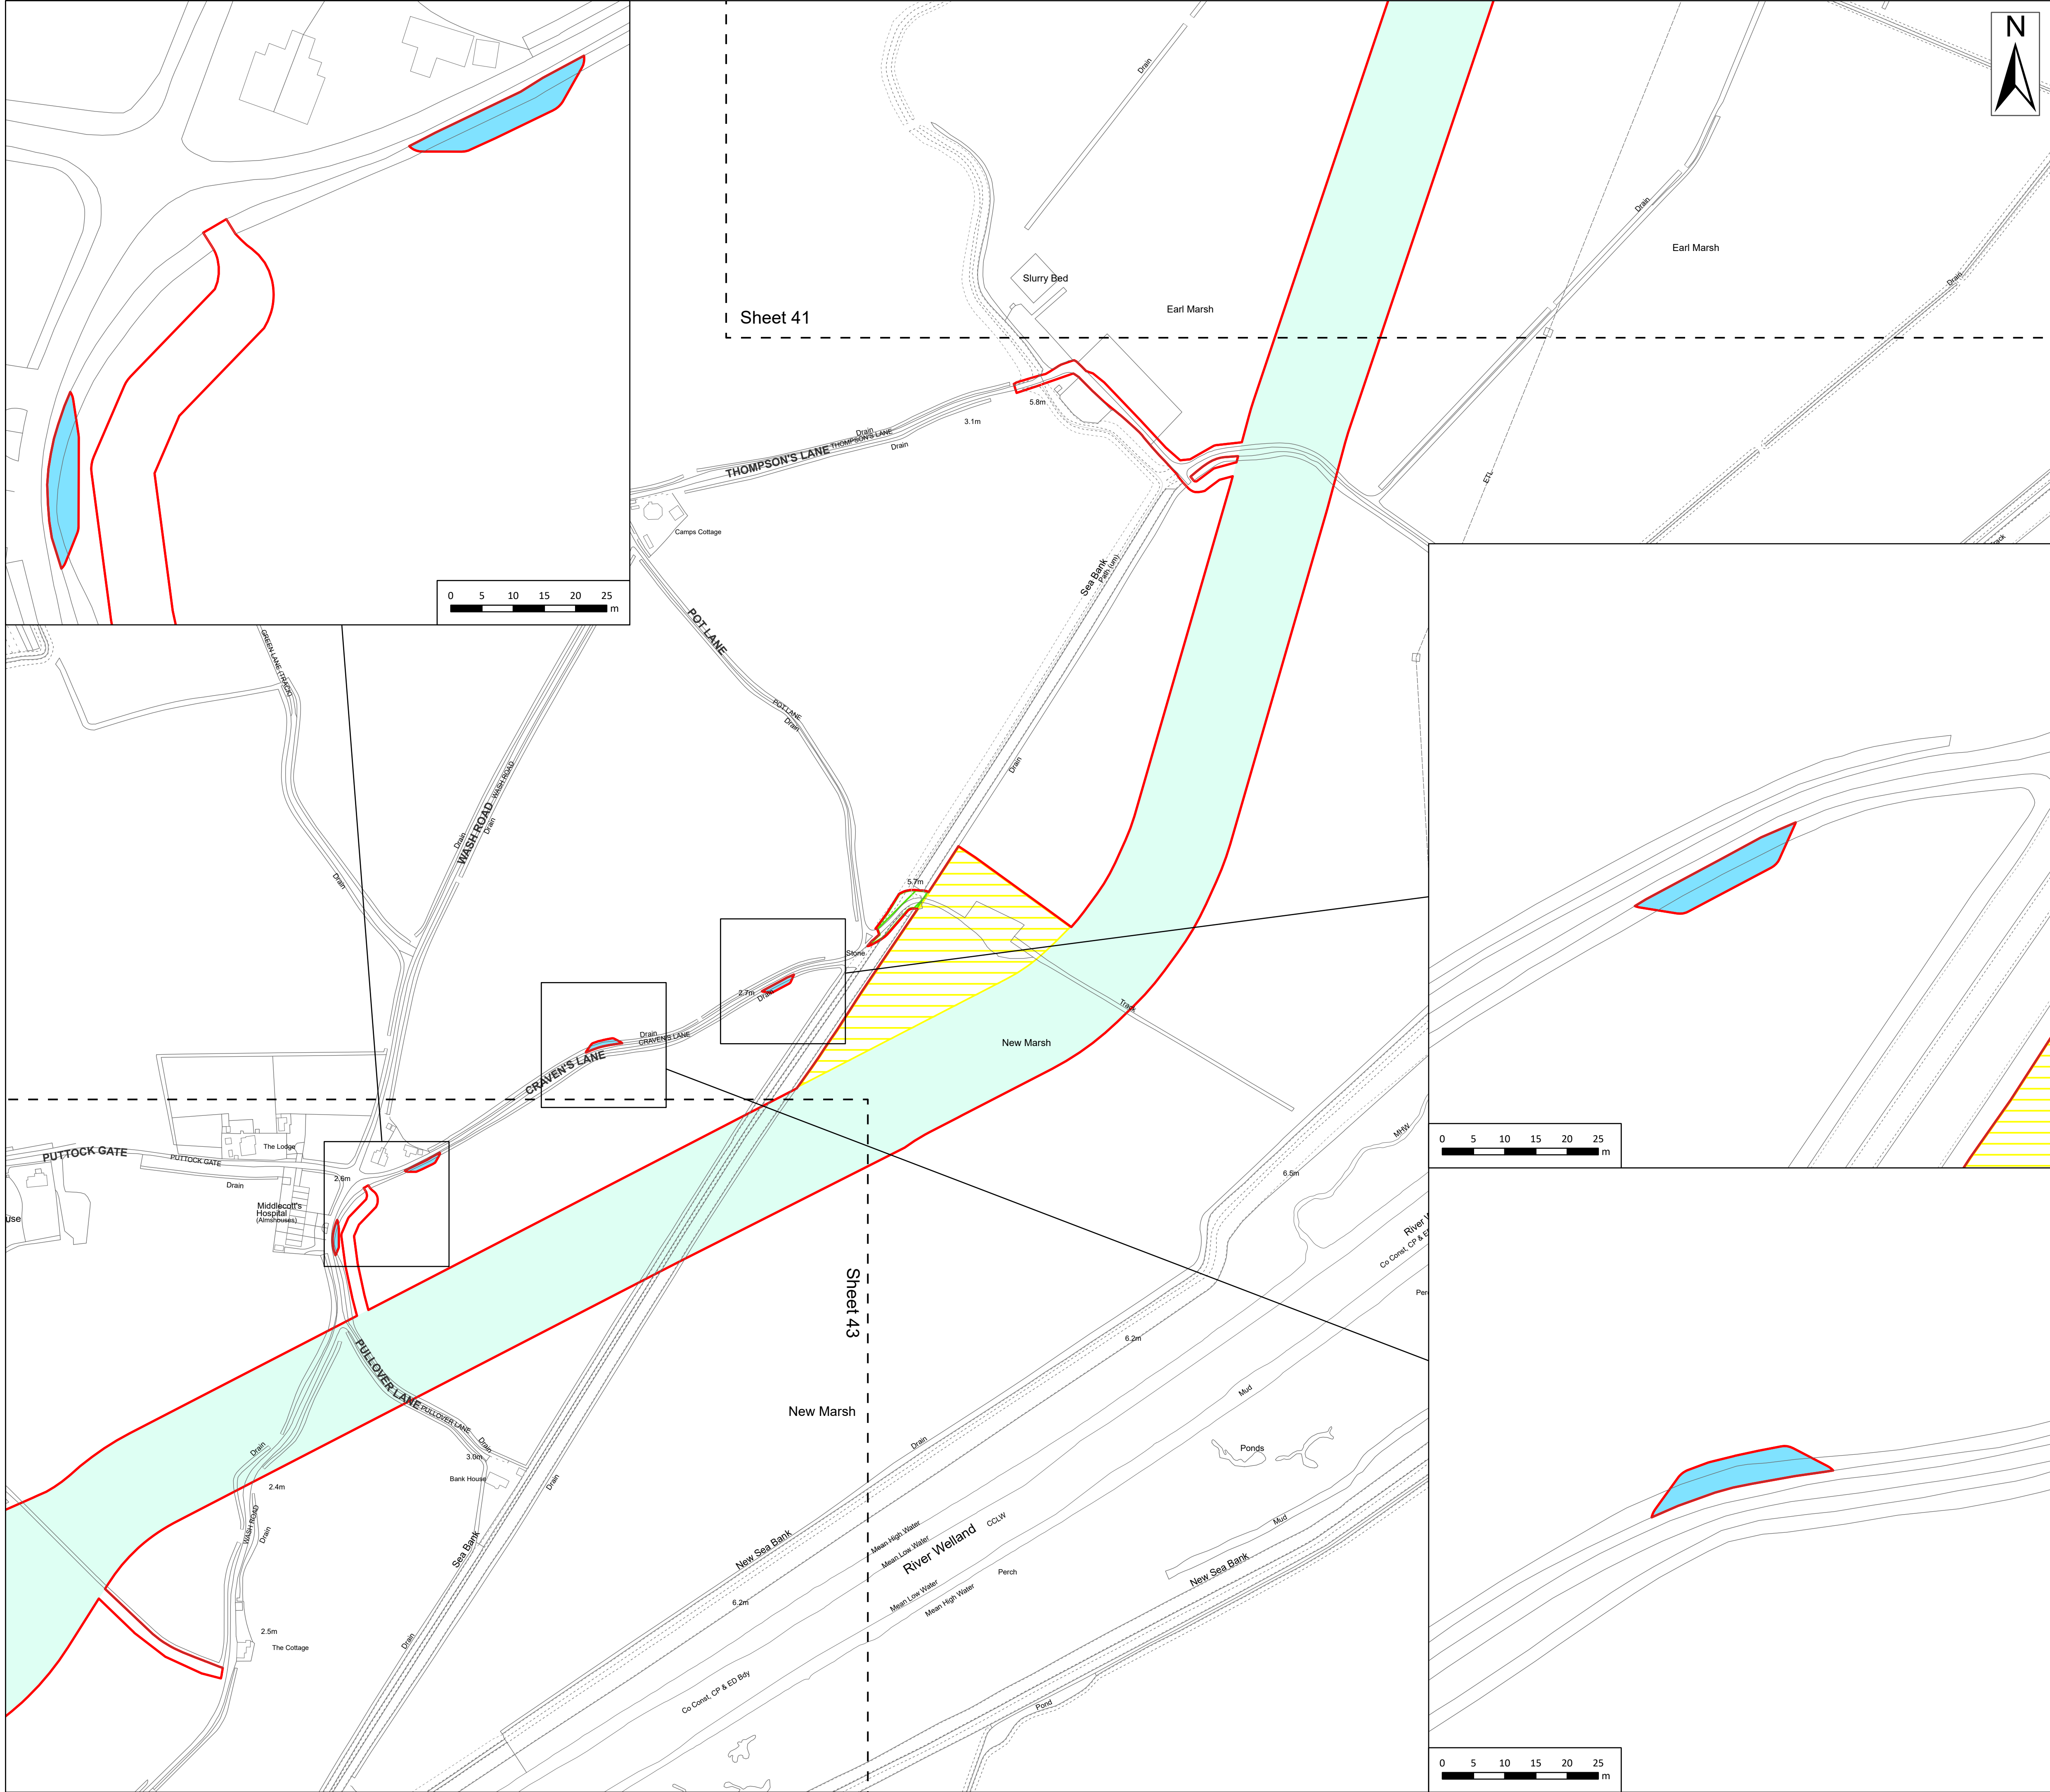 N
Drain
Drain
Earl Marsh
Slurry Bed
Drain
Earl Marsh
Sheet 41
5.8m
3.1m
Drain
THOMPSON'S LANE
THOMPSON'S LANE
Drain
ETL
Camps Cottage
Sea Bank
Path (um)
0 5 10 15 20 25
m
POT LANE
GREEN LANE (TRACK)
POT LANE
Drain
Drain
WASH ROAD
WASH ROAD
Drain
Drain
Drain
5.7m
Stone
2.7m
Drain
Track
Drain
CRAVEN'S LANE
CRAVEN'S LANE
New Marsh
MHW
0 5 10 15 20 25
m
The Lodge
PUTTOCK GATE
PUTTOCK GATE
Drain
2.6m
6.5m
Middlecott's
Hospital
(Almshouses)
use
River
Co Const, CP & E
Per
Sheet 43
6.2m
PULLOVER LANE
PULLOVER LANE
New Marsh
Mud
Drain
Drain
Drain
Ponds
3.0m
Bank House
Drain
2.4m
WASH ROAD
Drain
Sea Bank
New Sea Bank
Mean High Water
Mean Low Water
River Welland
CCLW
Mud
Perch
New Sea Bank
Mean Low Water
Mean High Water
6.2m
2.5m
The Cottage
Drain
Co Const, CP & ED Bdy
Pond
0 5 10 15 20 25
m